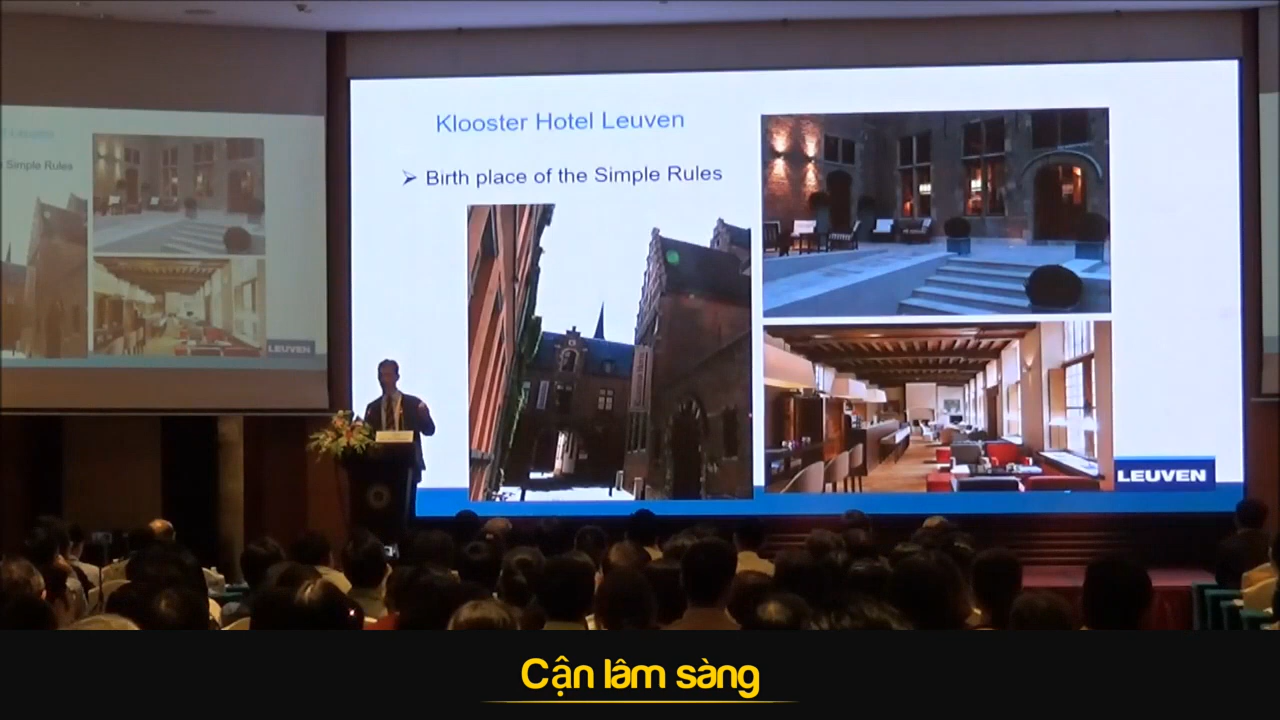 Klooster Hotel Leuven
➢ Birth place of the Simple Rules
Simple Rules
LEUVEN
LEUVEN
Cận lâm sàng